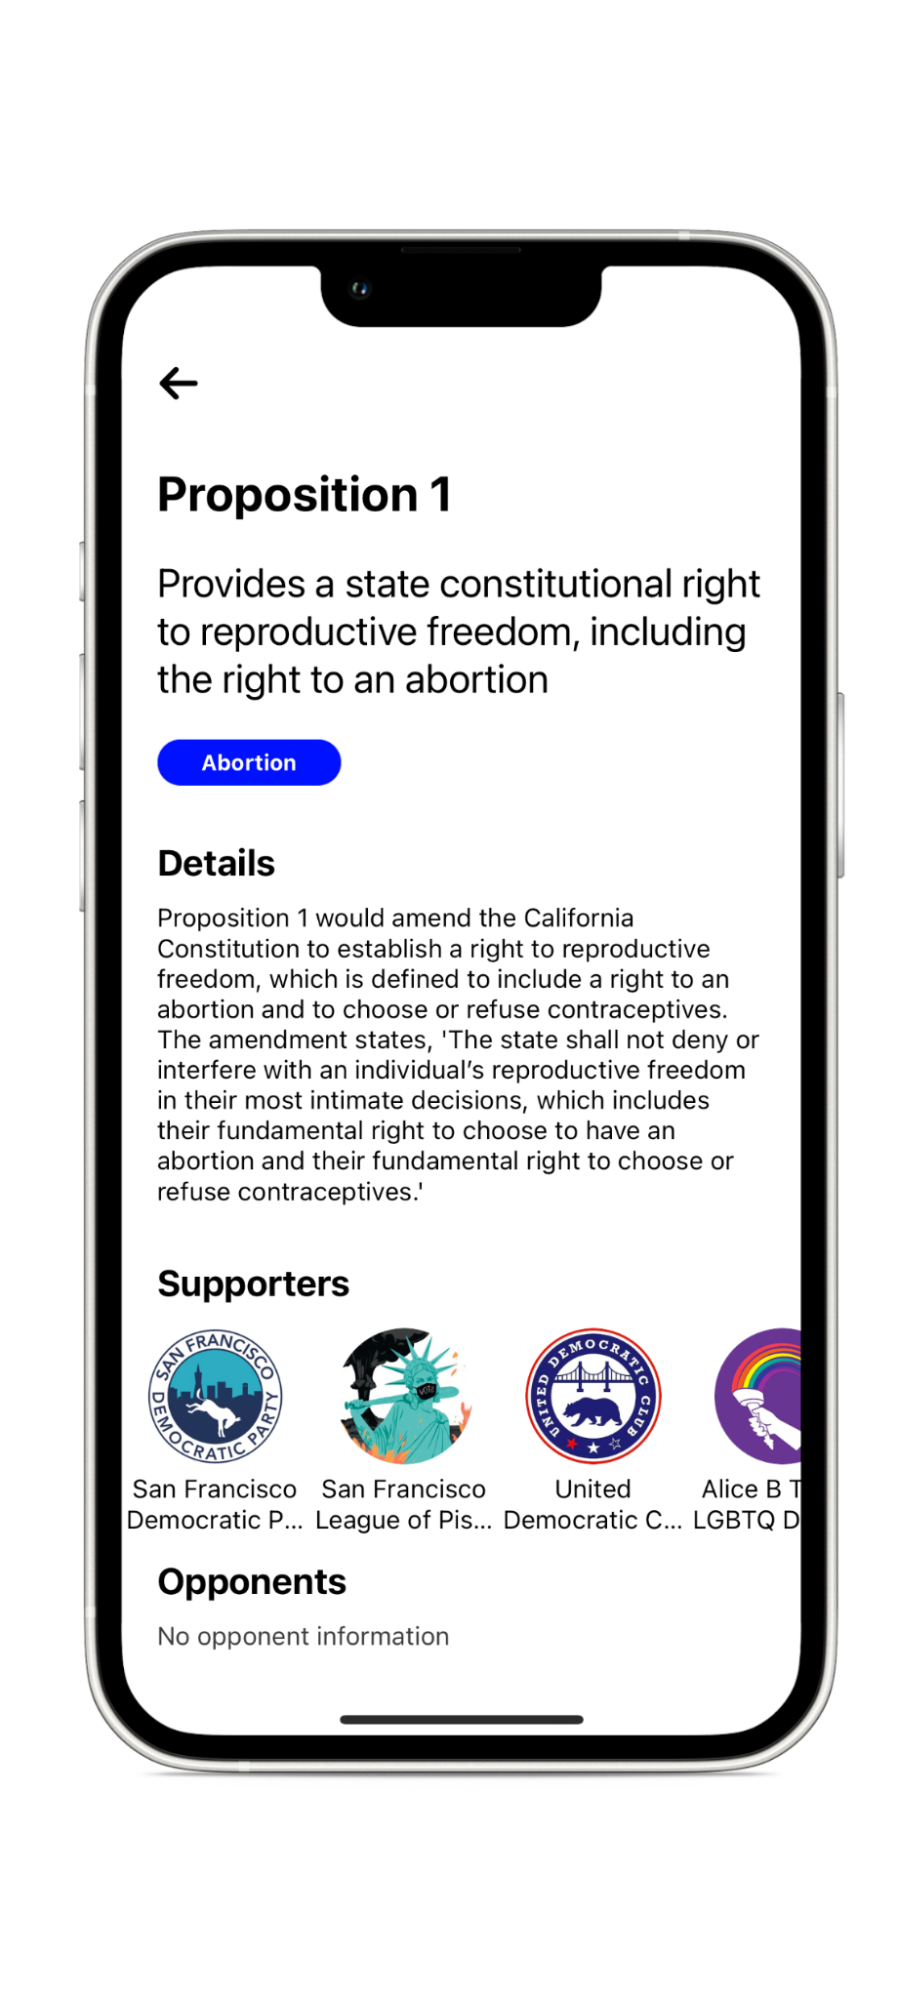 Proposition 1
Provides a state constitutional right
to reproductive freedom, including
the right to an abortion
Abortion
Details
Proposition 1 would amend the California
Constitution to establish a right to reproductive
freedom, which is defined to include a right to an
abortion and to choose or refuse contraceptives.
The amendment states, 'The state shall not deny or
interfere with an individual’s reproductive freedom
in their most intimate decisions, which includes
their fundamental right to choose to have an
abortion and their fundamental right to choose or
refuse contraceptives.'
Supporters
SAN FRANCISCO
DEMOCRATIC PARTY
VOTE
UNITED DEMOCRATIC CLUB
San Francisco
Democratic P...
San Francisco
League of Pis...
United
Democratic C...
Alice B T
LGBTQ D
Opponents
No opponent information